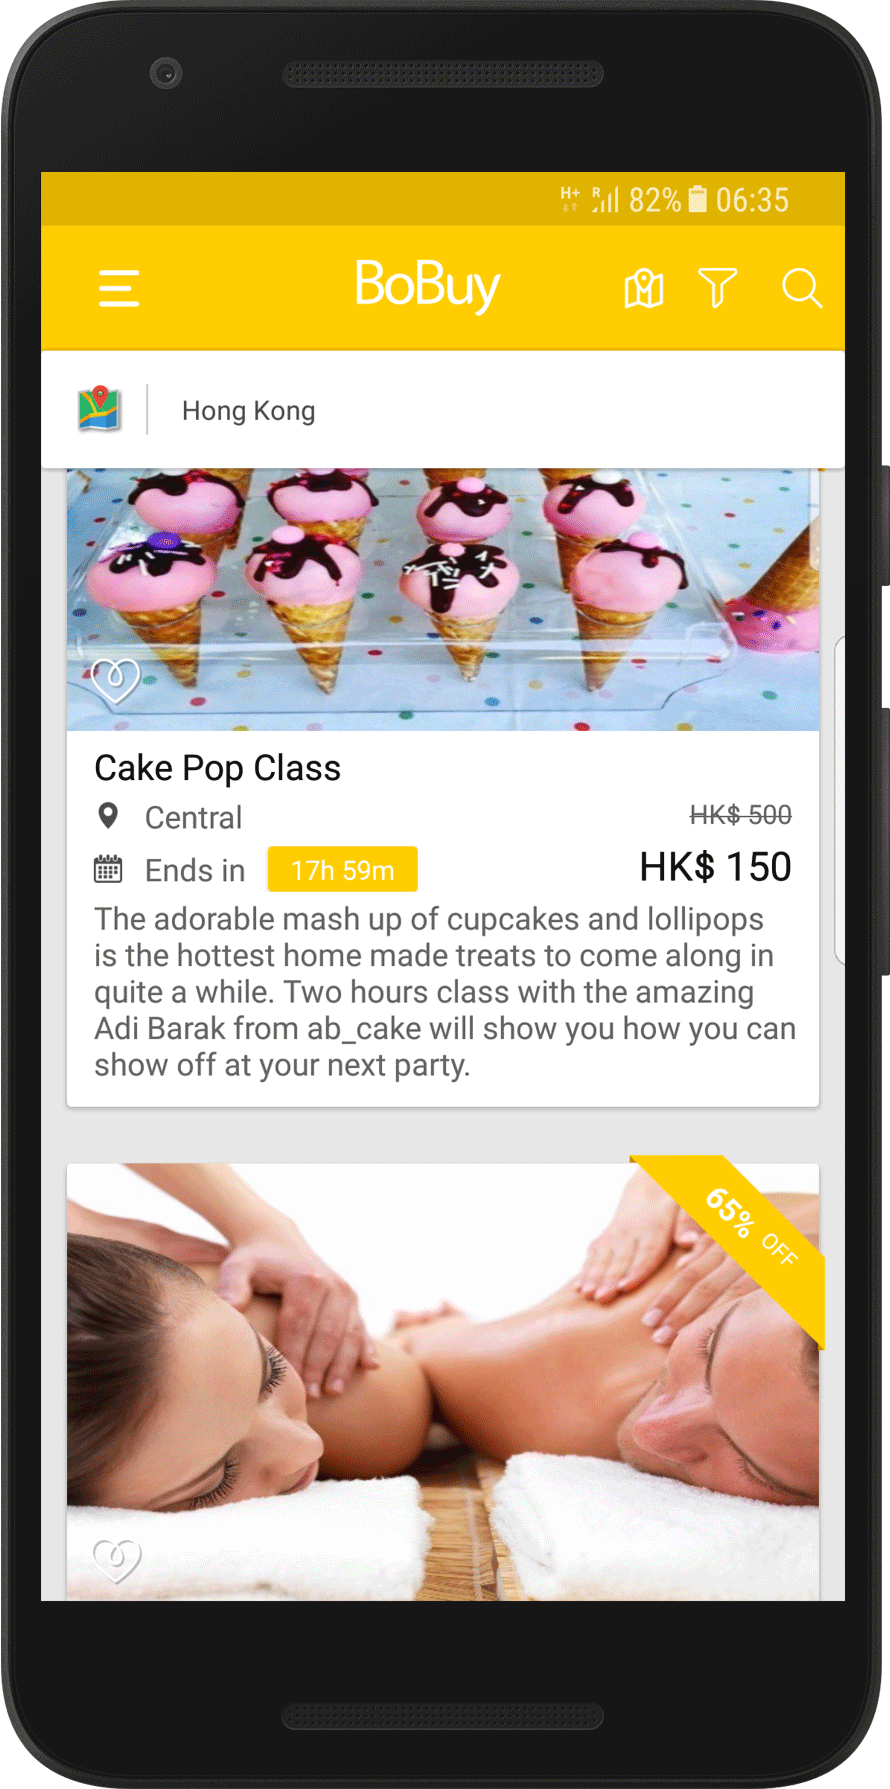 H+ R 82% 06:35
BoBuy
Hong Kong
Cake Pop Class
Central
HK$ 500
Ends in 17h 59m
HK$ 150
The adorable mash up of cupcakes and lollipops
is the hottest home made treats to come along in
quite a while. Two hours class with the amazing
Adi Barak from ab_cake will show you how you can
show off at your next party.
65% OFF